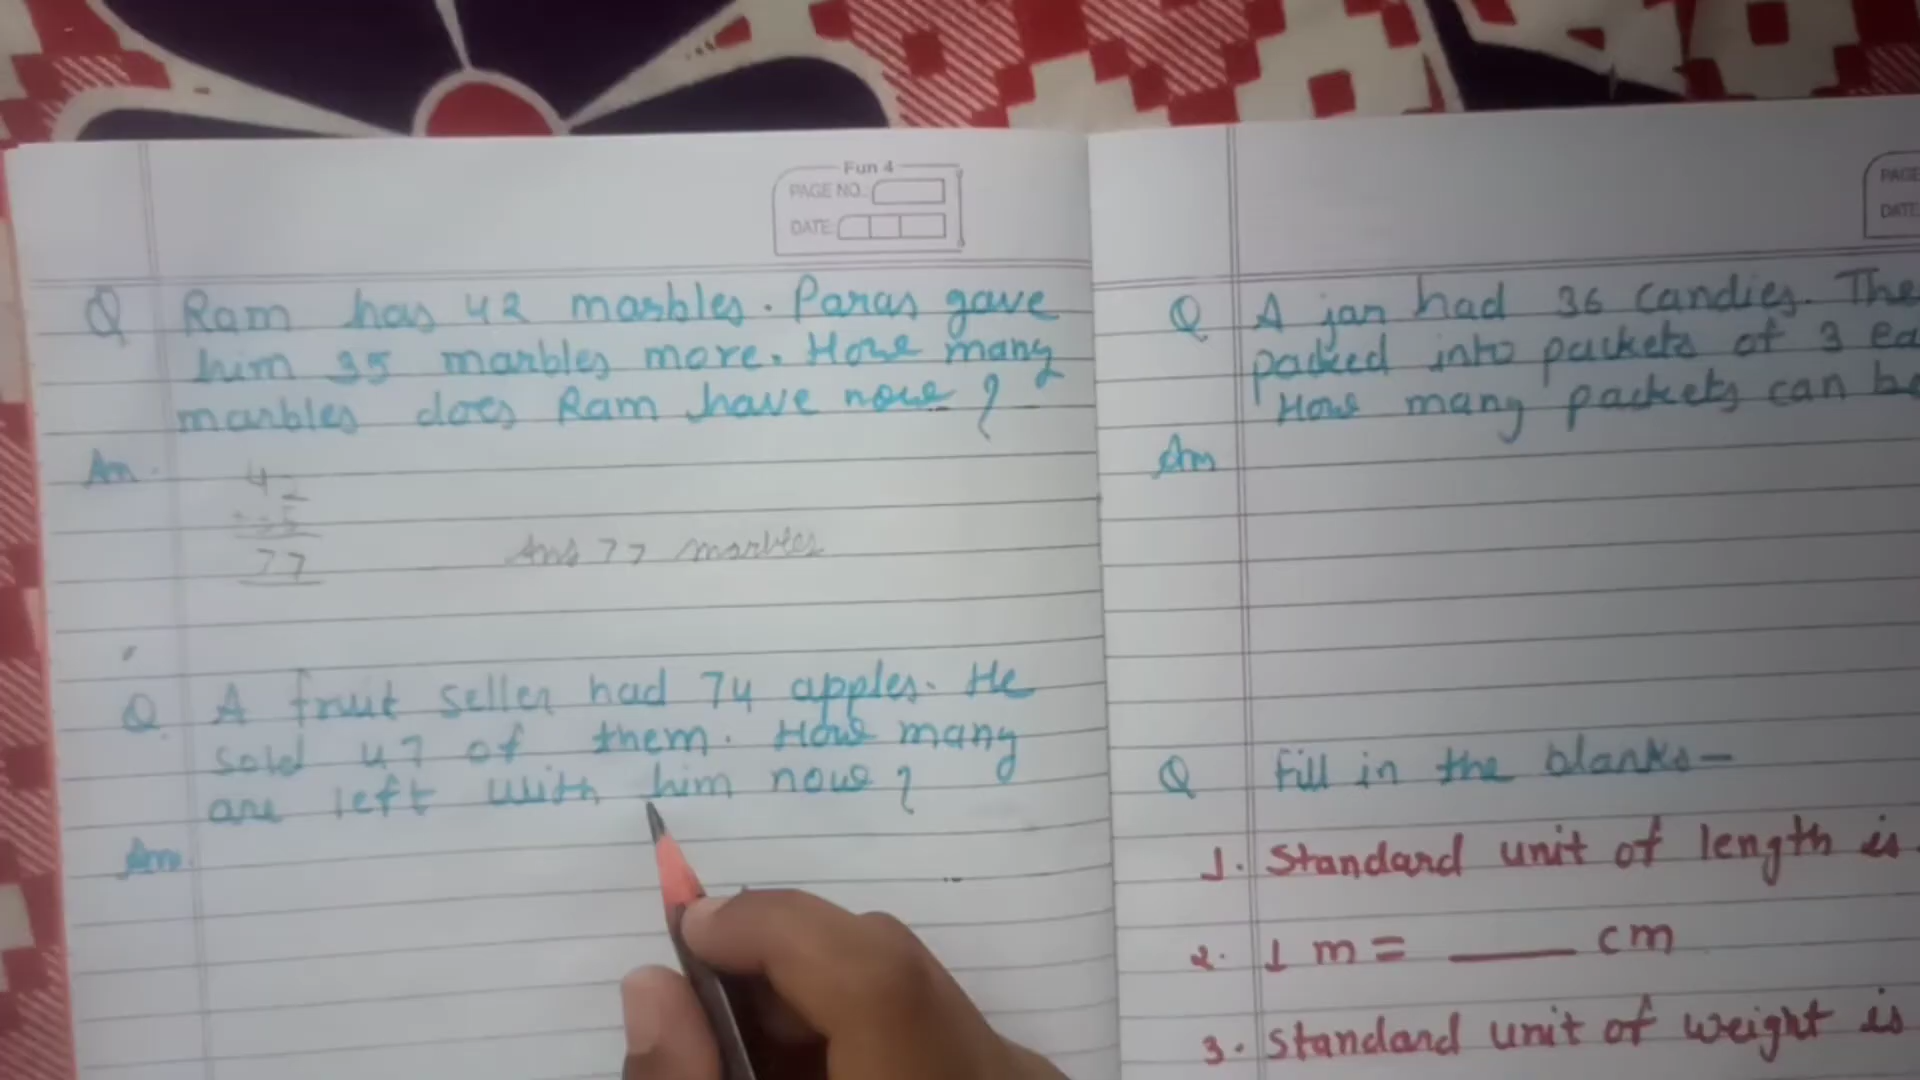 Fun 4
PAGE NO.
DATE:
Q Ram has 42 marbles. Paras gave
him 35 marbles more. How many
marbles does Ram have now?
Ans.
42
35
77
Ans 77 marbles
Q. A fruit seller had 74 apples. He
sold 47 of them. How many
are left with him now?
Ans.
PAGE
DATE
Q A jar had 36 candies. The
packed into packets of 3 ea
How many packets can be
Ans
Q Fill in the blanks-
1. Standard unit of length is
2. 1 m = ____ cm
3. Standard unit of weight is